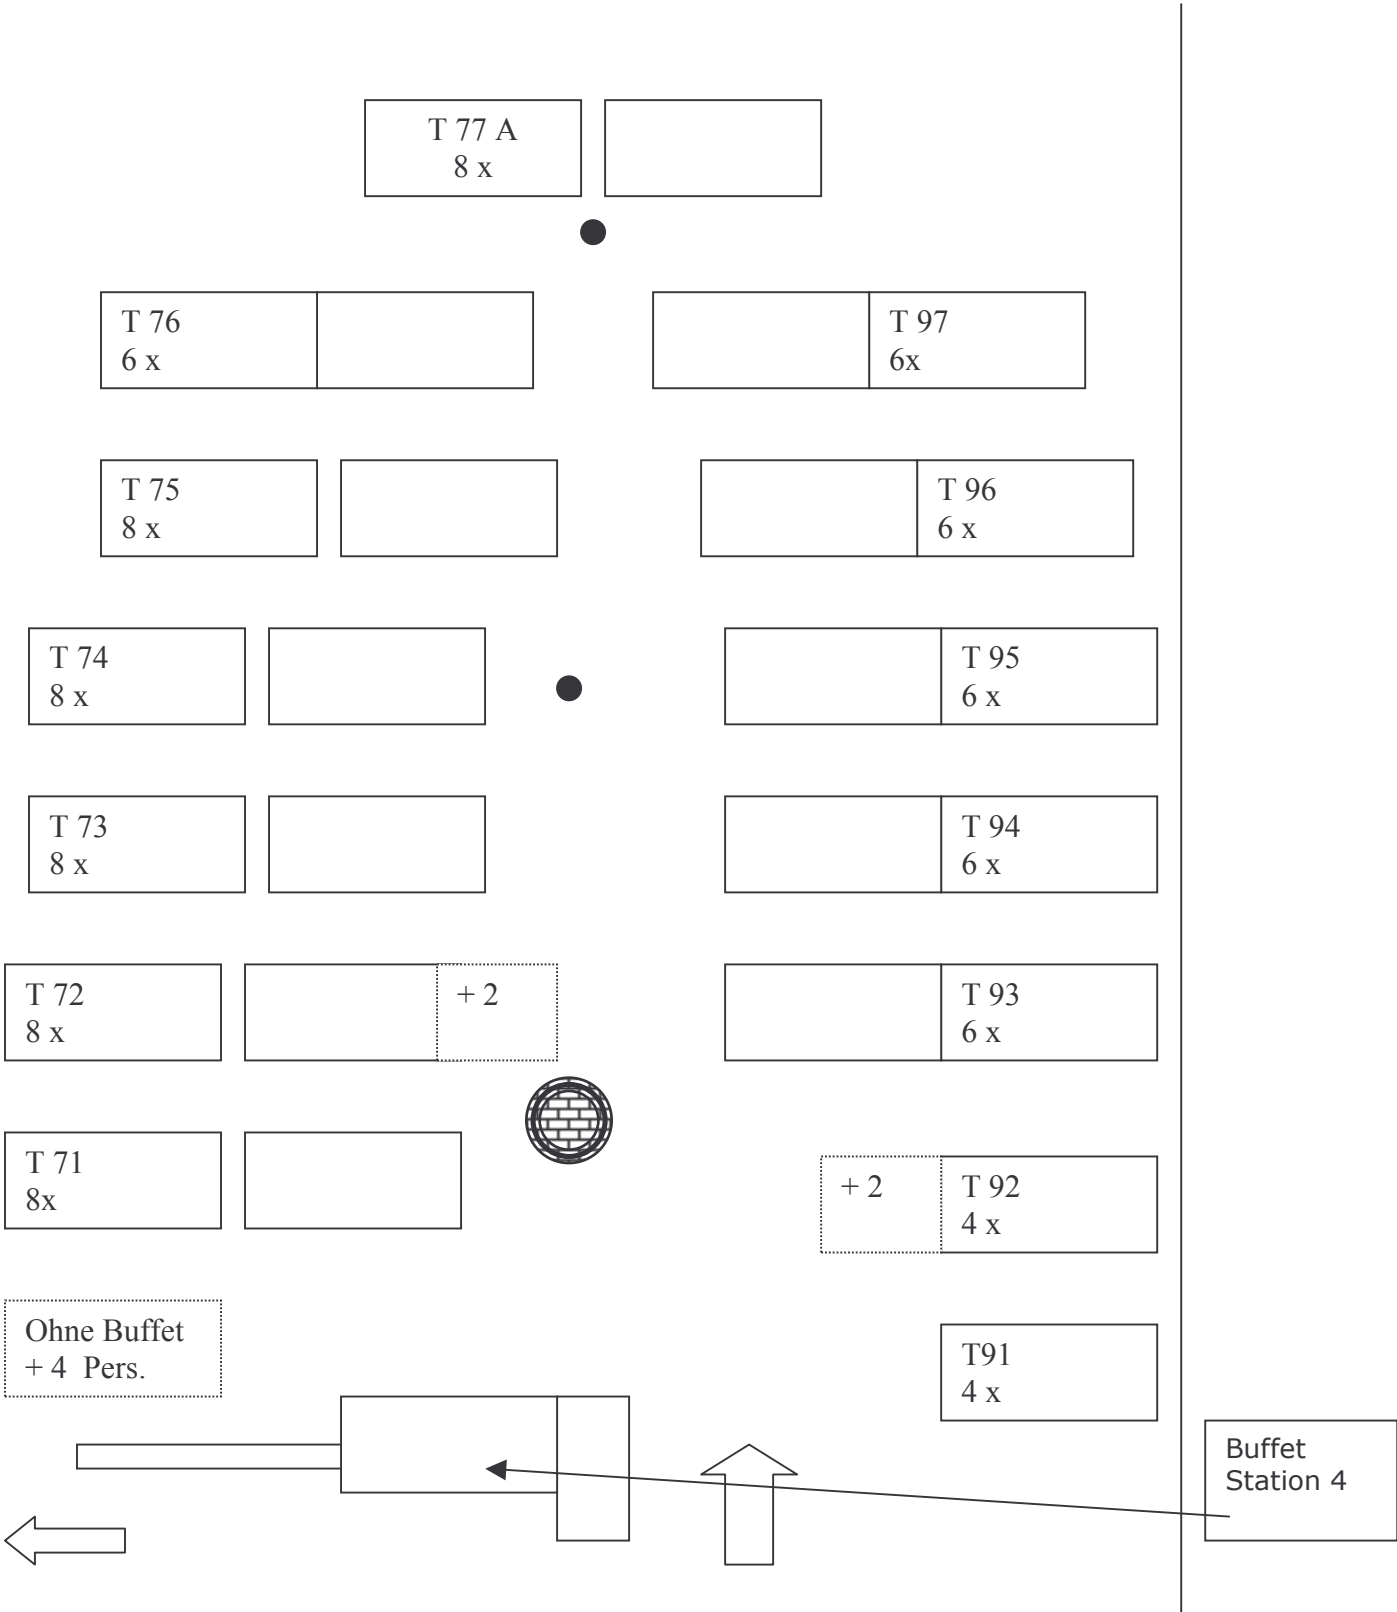 T 77 A
8 x
T 76
6 x
T 97
6x
T 75
8 x
T 96
6 x
T 74
8 x
T 95
6 x
T 73
8 x
T 94
6 x
T 72
8 x
+ 2
T 93
6 x
T 71
8x
+ 2
T 92
4 x
Ohne Buffet
+ 4 Pers.
T91
4 x
Buffet
Station 4